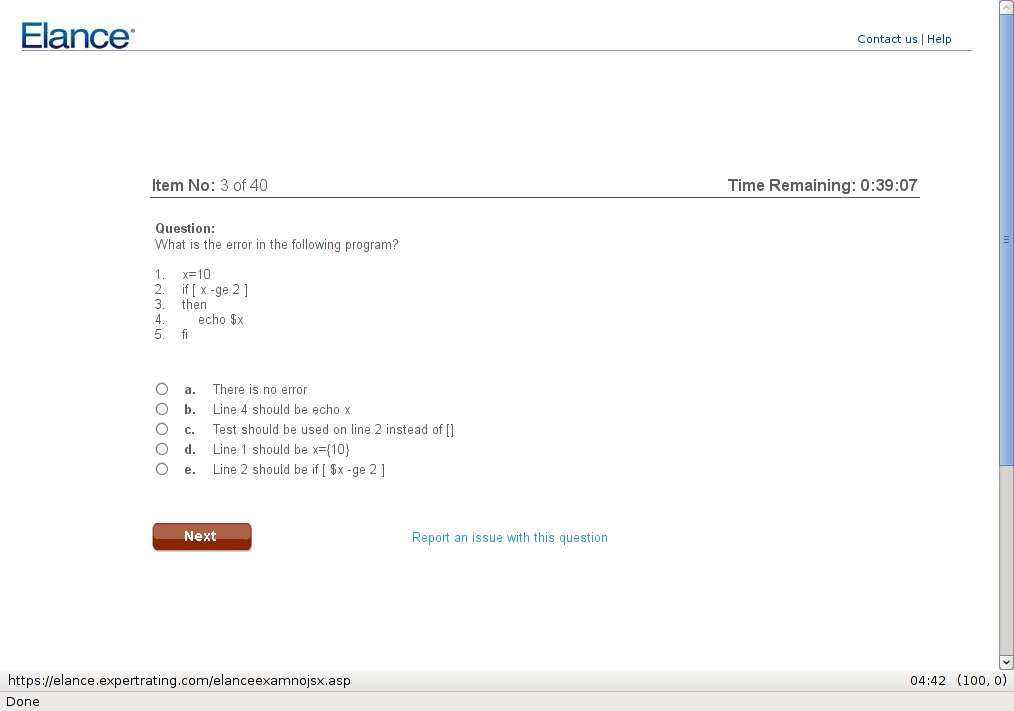 Elance
Contact us | Help
Item No: 3 of 40 Time Remaining: 0:39:07
Question:
What is the error in the following program?
1. x=10
2. if [ x -ge 2 ]
3. then
4. echo $x
5. fi
a. There is no error
b. Line 4 should be echo x
c. Test should be used on line 2 instead of []
d. Line 1 should be x={10}
e. Line 2 should be if [ $x -ge 2 ]
Next Report an issue with this question
https://elance.expertrating.com/elanceexamnojsx.asp 04:42 (100, 0)
Done